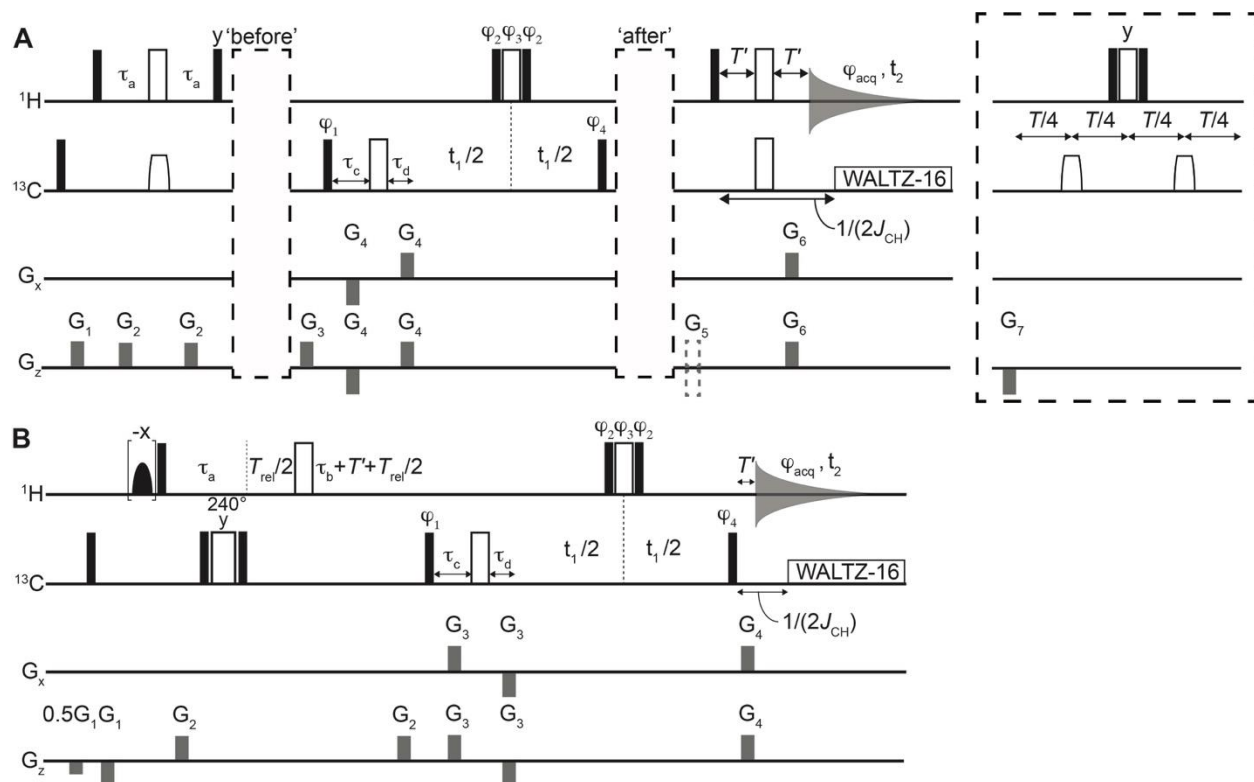 A
y 'before'
φ2φ3φ2
'after'
y
τa τa
T′ T′
φacq, t2
1H
T/4 T/4 T/4 T/4
φ1
φ4
τc τd
t1/2 t1/2
13C
WALTZ-16
1/(2JCH)
G4 G4
G6
Gx
G1 G2 G2
G3 G4 G4
G5
G6
G7
Gz
B
-x
φ2φ3φ2
τa
Trel/2
τb+T′+Trel/2
T′
φacq, t2
1H
240°
y
φ1
φ4
τc τd
t1/2 t1/2
13C
WALTZ-16
1/(2JCH)
G3 G3
G4
Gx
0.5G1G1
G2
G2 G3 G3
G4
Gz